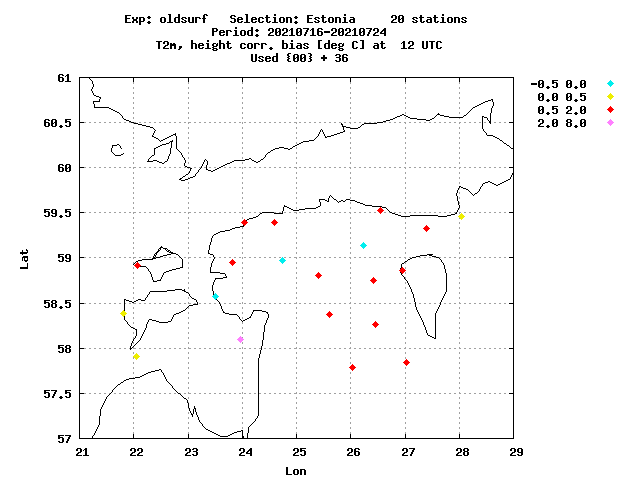 Exp: oldsurf   Selection: Estonia     20 stations
Period: 20210716-20210724
T2m, height corr. bias [deg C] at  12 UTC
Used {00} + 36
-0.5 0.0
0.0 0.5
0.5 2.0
2.0 8.0
61
60.5
60
59.5
59
58.5
58
57.5
57
Lat
21 22 23 24 25 26 27 28 29
Lon